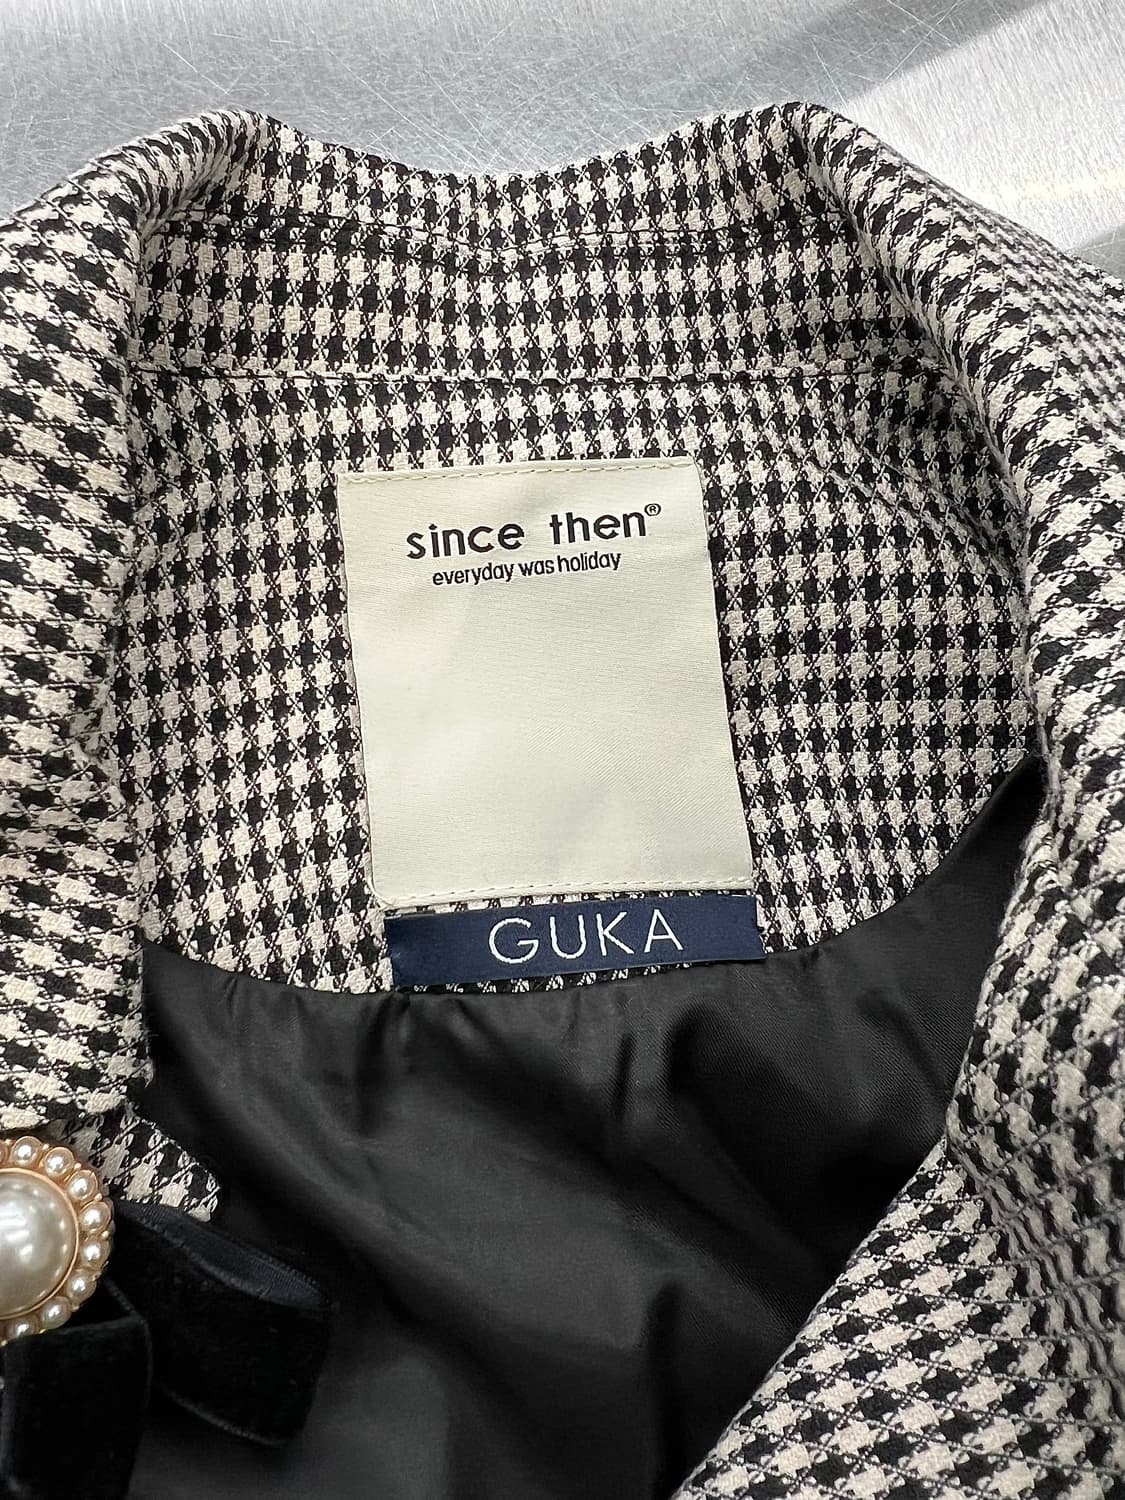 since then®
everyday was holiday
GUKA